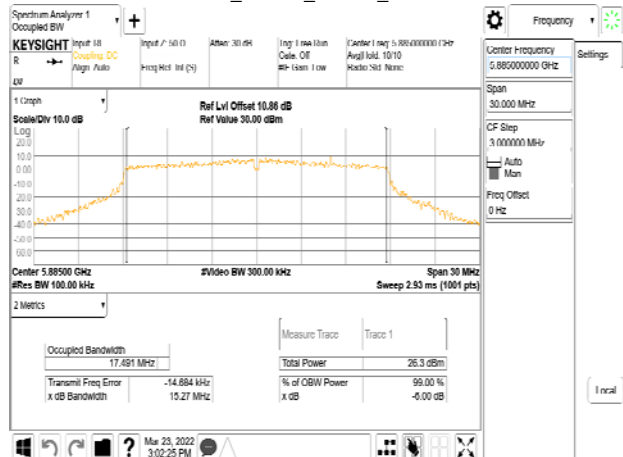 Spectrum Analyzer 1
Occupied BW
KEYSIGHT
Input: RF
Coupling: DC
Align: Auto
Input Z: 50 Ω
Freq Ref: Int (S)
Atten: 30 dB
Trig: Free Run
Gate: Off
#IF Gain: Low
Center Freq: 5.885000000 GHz
Avg|Hold: 10/10
Radio Std: None
R
LXI
Frequency
Settings
Center Frequency
5.885000000 GHz
Span
30.000 MHz
CF Step
3.000000 MHz
Auto
Man
Freq Offset
0 Hz
Local
1 Graph
Scale/Div 10.0 dB
Ref Lvl Offset 10.86 dB
Ref Value 30.00 dBm
Log
20.0
10.0
0.00
-10.0
-20.0
-30.0
-40.0
-50.0
-60.0
Center 5.88500 GHz
#Video BW 300.00 kHz
Span 30 MHz
#Res BW 100.00 kHz
Sweep 2.93 ms (1001 pts)
2 Metrics
Measure Trace
Trace 1
Occupied Bandwidth
17.491 MHz
Total Power
26.3 dBm
Transmit Freq Error
-14.684 kHz
% of OBW Power
99.00 %
x dB Bandwidth
15.27 MHz
x dB
-6.00 dB
?
Mar 23, 2022
3:02:25 PM